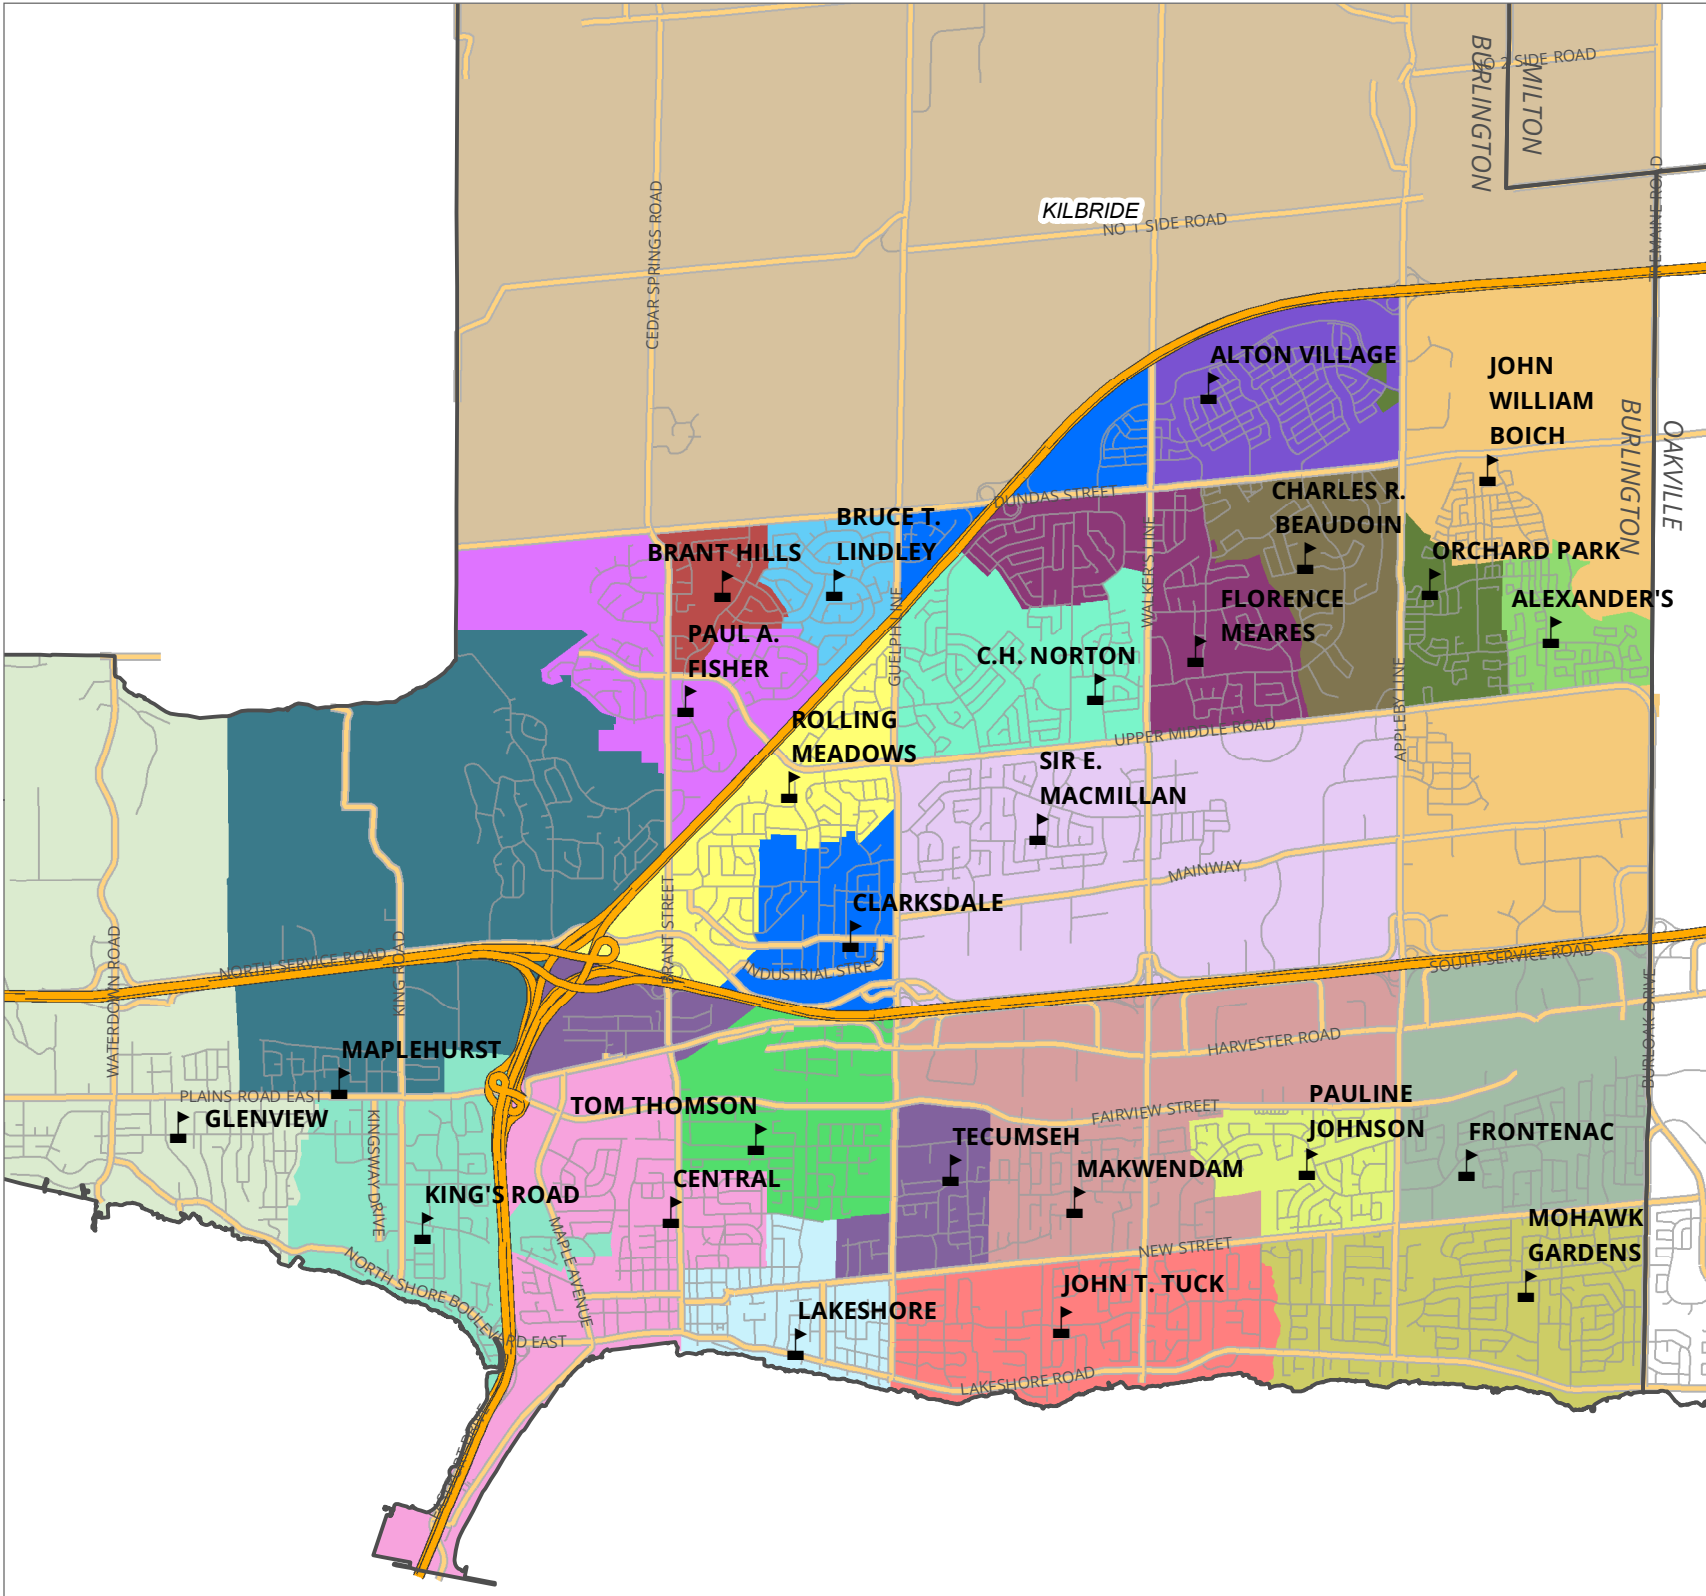 BURLINGTON
MILTON
NO 2 SIDE ROAD
CEDAR SPRINGS ROAD
KILBRIDE
NO 1 SIDE ROAD
TREMAINE ROAD
ALTON VILLAGE
JOHN
WILLIAM
BOICH
BURLINGTON
OAKVILLE
DUNDAS STREET
CHARLES R.
BEAUDOIN
BRUCE T.
LINDLEY
BRANT HILLS
ORCHARD PARK
ALEXANDER'S
WALKER'S LINE
GUELPH LINE
FLORENCE
MEARES
PAUL A.
FISHER
C.H. NORTON
APPLEBY LINE
ROLLING
MEADOWS
UPPER MIDDLE ROAD
SIR E.
MACMILLAN
MAINWAY
CLARKSDALE
BRANT STREET
INDUSTRIAL STREET
NORTH SERVICE ROAD
SOUTH SERVICE ROAD
WATERDOWN ROAD
KING ROAD
BURLOAK DRIVE
HARVESTER ROAD
MAPLEHURST
PLAINS ROAD EAST
GLENVIEW
KINGSWAY DRIVE
TOM THOMSON
FAIRVIEW STREET
PAULINE
JOHNSON
TECUMSEH
FRONTENAC
MAKWENDAM
CENTRAL
KING'S ROAD
MAPLE AVENUE
MOHAWK
GARDENS
NEW STREET
NORTH SHORE BOULEVARD EAST
JOHN T. TUCK
LAKESHORE
LAKESHORE ROAD